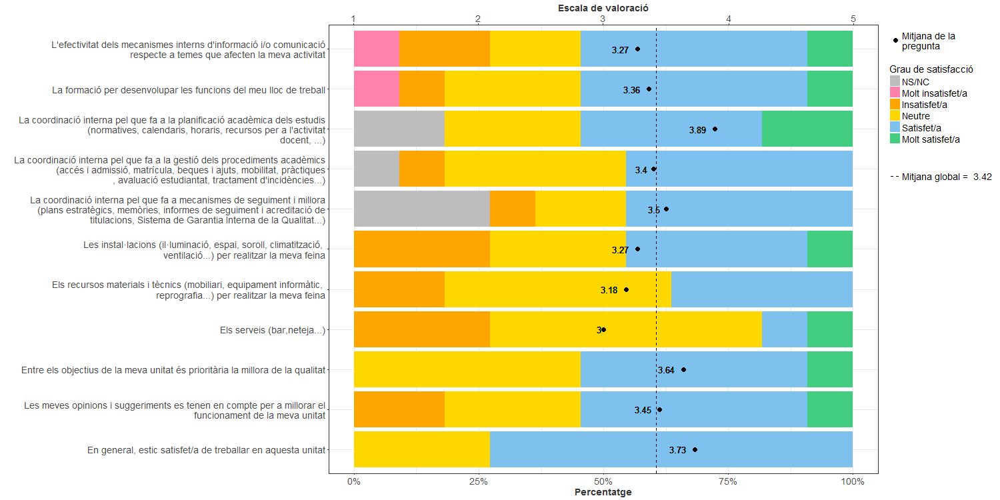 Escala de valoració
1 2 3 4 5
L'efectivitat dels mecanismes interns d'informació i/o comunicació
respecte a temes que afecten la meva activitat
3.27
La formació per desenvolupar les funcions del meu lloc de treball
3.36
La coordinació interna pel que fa a la planificació acadèmica dels estudis
(normatives, calendaris, horaris, recursos per a l'activitat
docent, ...)
3.89
La coordinació interna pel que fa a la gestió dels procediments acadèmics
(accés i admissió, matrícula, beques i ajuts, mobilitat, pràctiques
, avaluació estudiantat, tractament d'incidències...)
3.4
La coordinació interna pel que fa a mecanismes de seguiment i millora
(plans estratègics, memòries, informes de seguiment i acreditació de
titulacions, Sistema de Garantia Interna de la Qualitat...)
3.5
Les instal·lacions (il·luminació, espai, soroll, climatització,
ventilació...) per realitzar la meva feina
3.27
Els recursos materials i tècnics (mobiliari, equipament informàtic,
reprografia...) per realitzar la meva feina
3.18
Els serveis (bar,neteja...)
3
Entre els objectius de la meva unitat és prioritària la millora de la qualitat
3.64
Les meves opinions i suggeriments es tenen en compte per a millorar el
funcionament de la meva unitat
3.45
En general, estic satisfet/a de treballar en aquesta unitat
3.73
0% 25% 50% 75% 100%
Percentatge
Mitjana de la
pregunta
Grau de satisfacció
NS/NC
Molt insatisfet/a
Insatisfet/a
Neutre
Satisfet/a
Molt satisfet/a
Mitjana global = 3.42